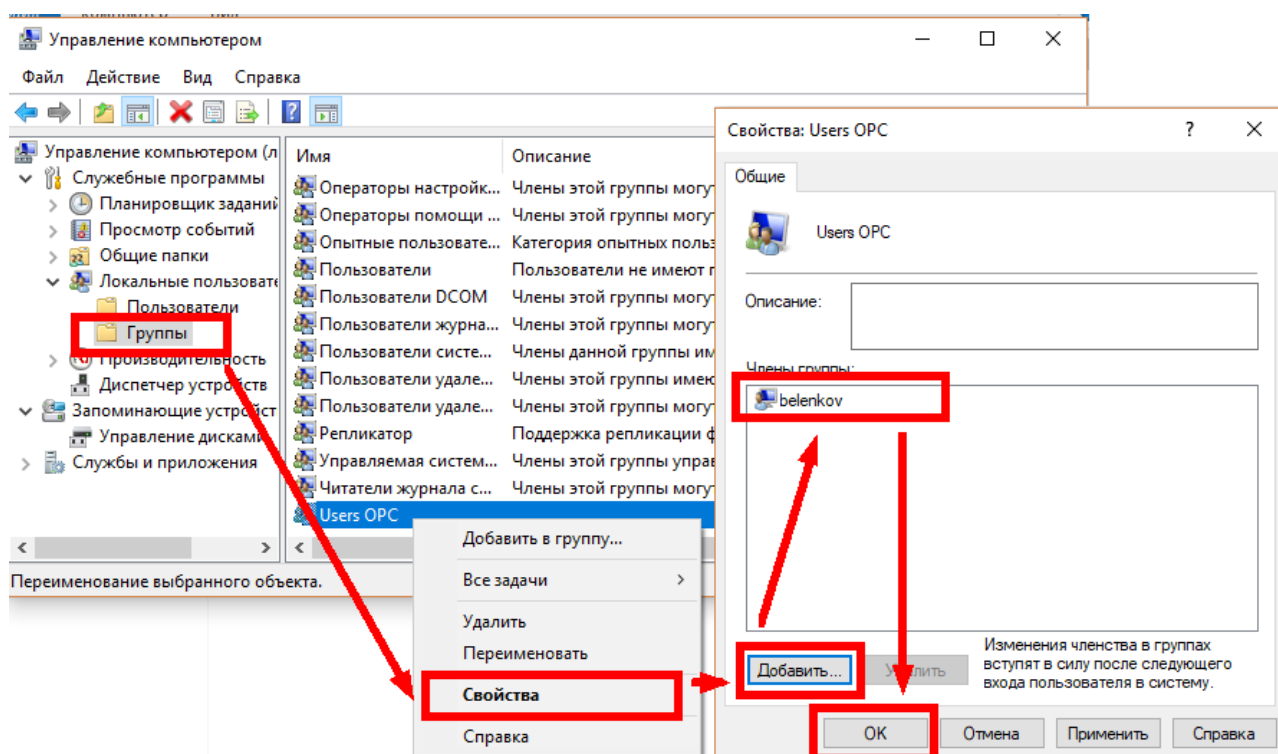 Управление компьютером
Файл Действие Вид Справка
Управление компьютером (л
Служебные программы
Планировщик заданий
Просмотр событий
Общие папки
Локальные пользовате
Пользователи
Группы
Производительность
Диспетчер устройств
Запоминающие устройст
Управление дисками
Службы и приложения
Имя Описание
Операторы настройк... Члены этой группы могут
Операторы помощи ... Члены этой группы могут
Опытные пользовате... Категория опытных польз
Пользователи Пользователи не имеют п
Пользователи DCOM Члены этой группы могут
Пользователи журна... Члены этой группы могут
Пользователи систе... Члены данной группы им
Пользователи удале... Члены этой группы имею
Пользователи удале... Члены этой группы могут
Репликатор Поддержка репликации ф
Управляемая систем... Члены этой группы управ
Читатели журнала с... Члены этой группы могут
Users OPC
Переименование выбранного объекта.
Добавить в группу...
Все задачи
Удалить
Переименовать
Свойства
Справка
Свойства: Users OPC
Общие
Users OPC
Описание:
Члены группы:
belenkov
Добавить... Удалить
Изменения членства в группах
вступят в силу после следующего
входа пользователя в систему.
OK Отмена Применить Справка